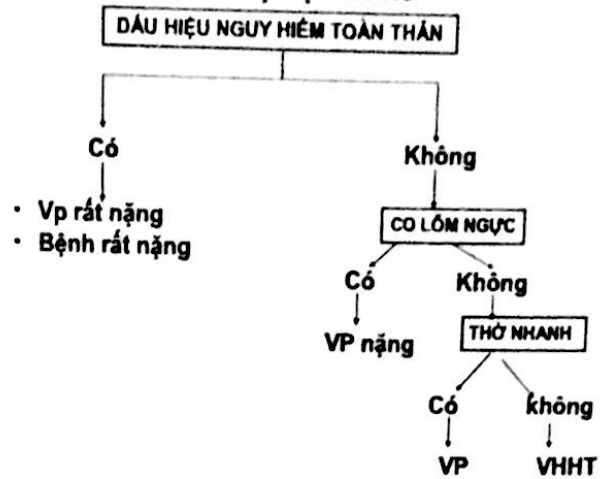 DẤU HIỆU NGUY HIỂM TOÀN THÂN
Có
Không
• Vp rất nặng
• Bệnh rất nặng
CO LÕM NGỰC
Có
Không
VP nặng
THỞ NHANH
Có
không
VP
VHHT